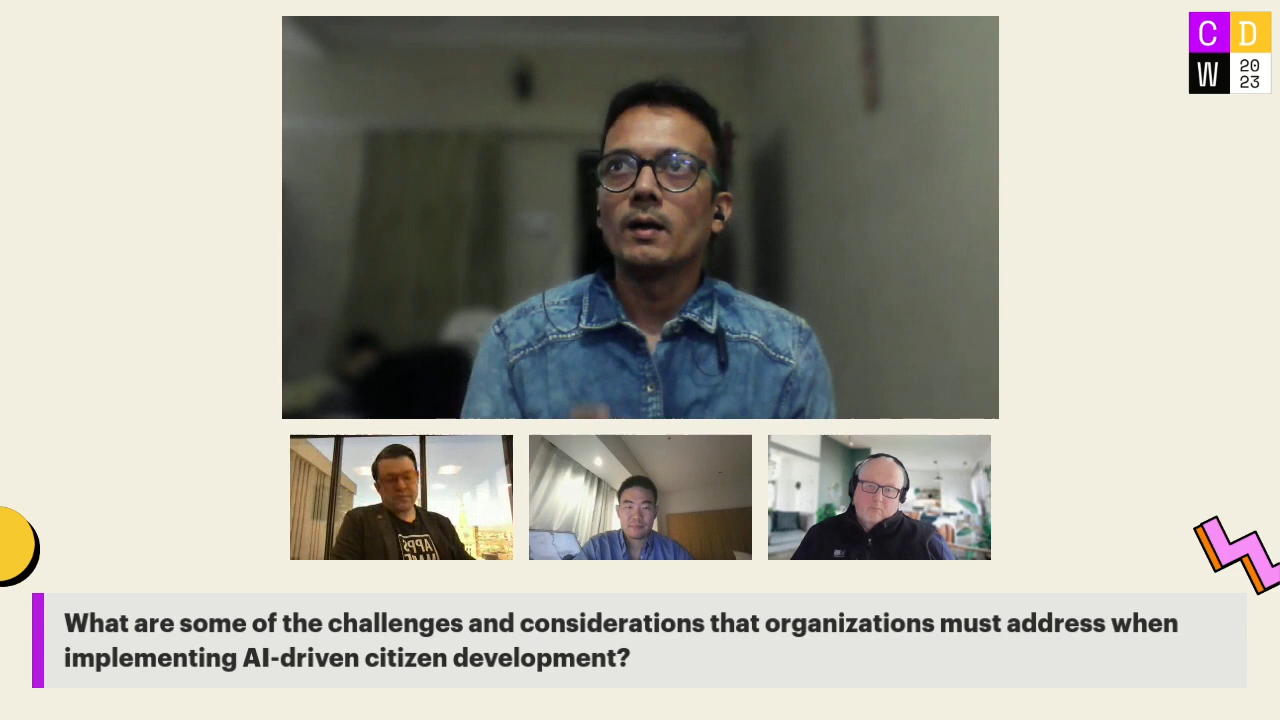 C D
W 20
23
What are some of the challenges and considerations that organizations must address when
implementing AI-driven citizen development?